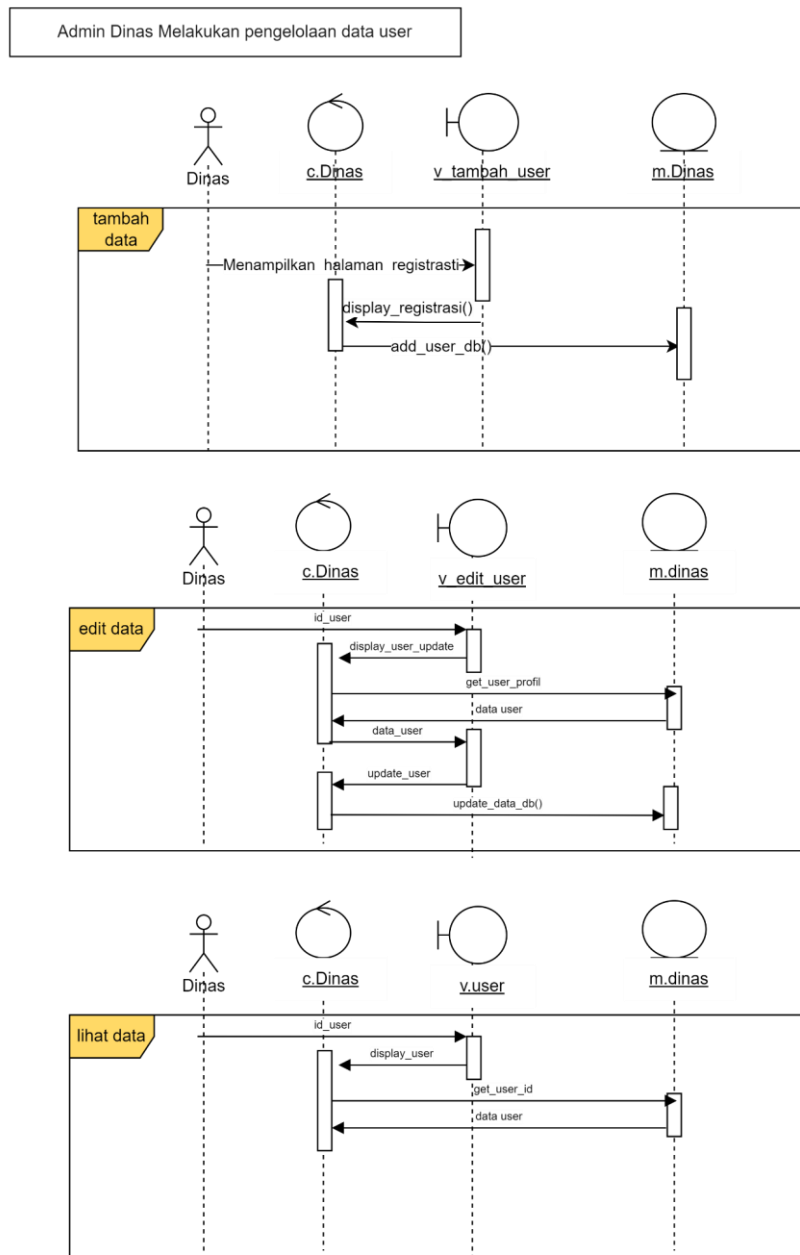 Admin Dinas Melakukan pengelolaan data user
Dinas
c.Dinas
v_tambah_user
m.Dinas
tambah
data
Menampilkan halaman registrasti
display_registrasi()
add_user_db()
Dinas
c.Dinas
v_edit_user
m.dinas
edit data
id_user
display_user_update
get_user_profil
data user
data_user
update_user
update_data_db()
Dinas
c.Dinas
v.user
m.dinas
lihat data
id_user
display_user
get_user_id
data user